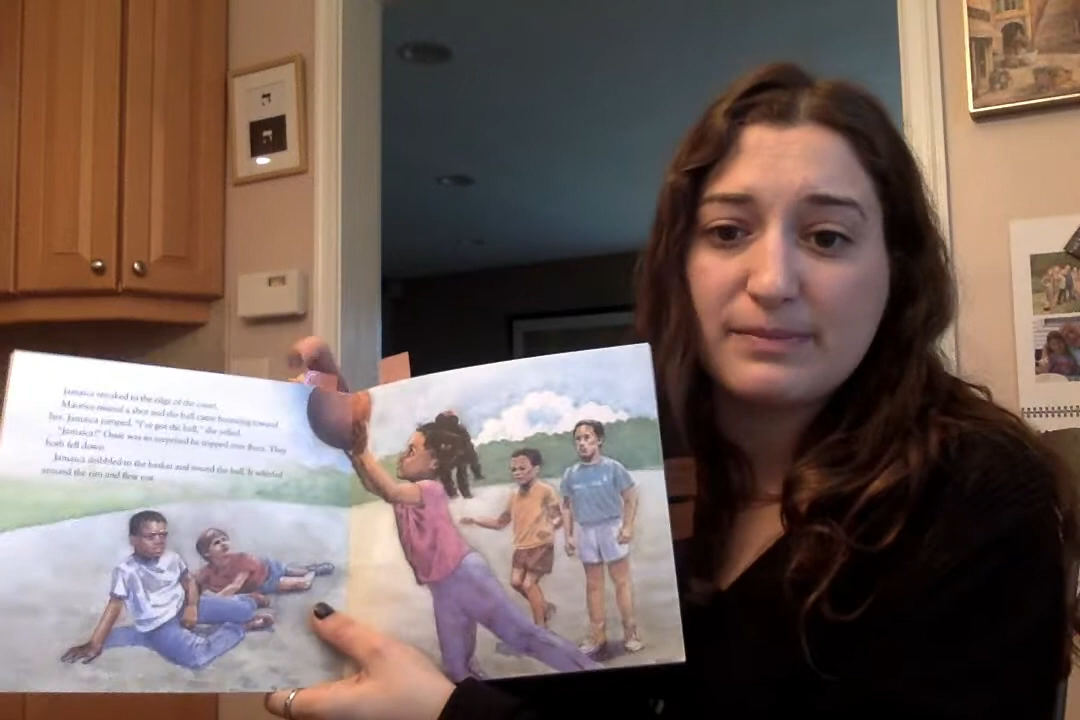 Jamaica sneaked to the edge of the court.
Maurice missed a shot and the ball came bouncing toward
her. Jamaica jumped. "I've got the ball," she yelled.
"Jamaica!" Ossie was so surprised he tripped over Buzz. They
both fell down.
Jamaica dribbled to the basket and tossed the ball. It whirled
around the rim and flew out.